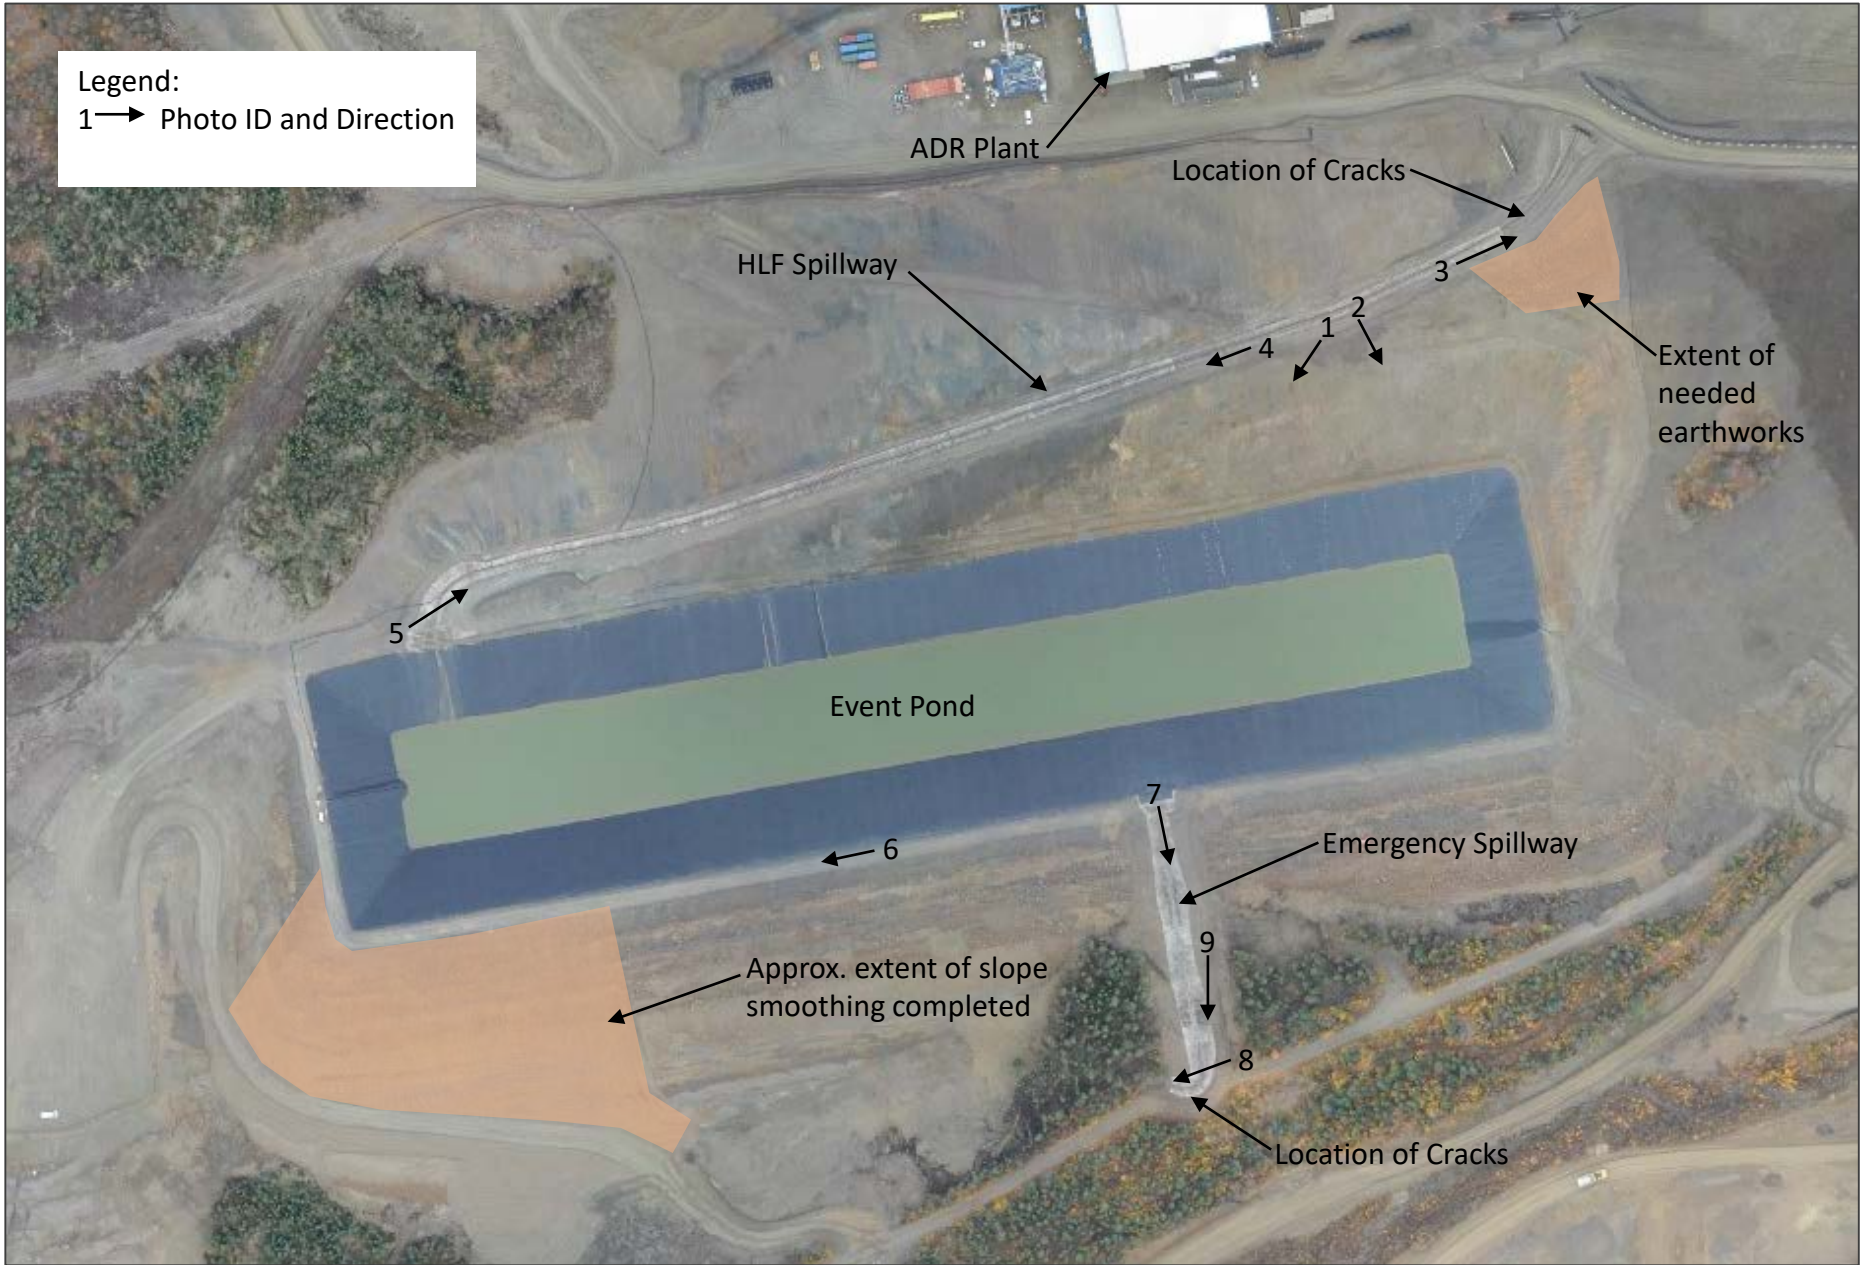 Legend:
1 Photo ID and Direction
ADR Plant
Location of Cracks
HLF Spillway
3
2
1
4
Extent of
needed
earthworks
5
Event Pond
7
6
Emergency Spillway
9
Approx. extent of slope
smoothing completed
8
Location of Cracks